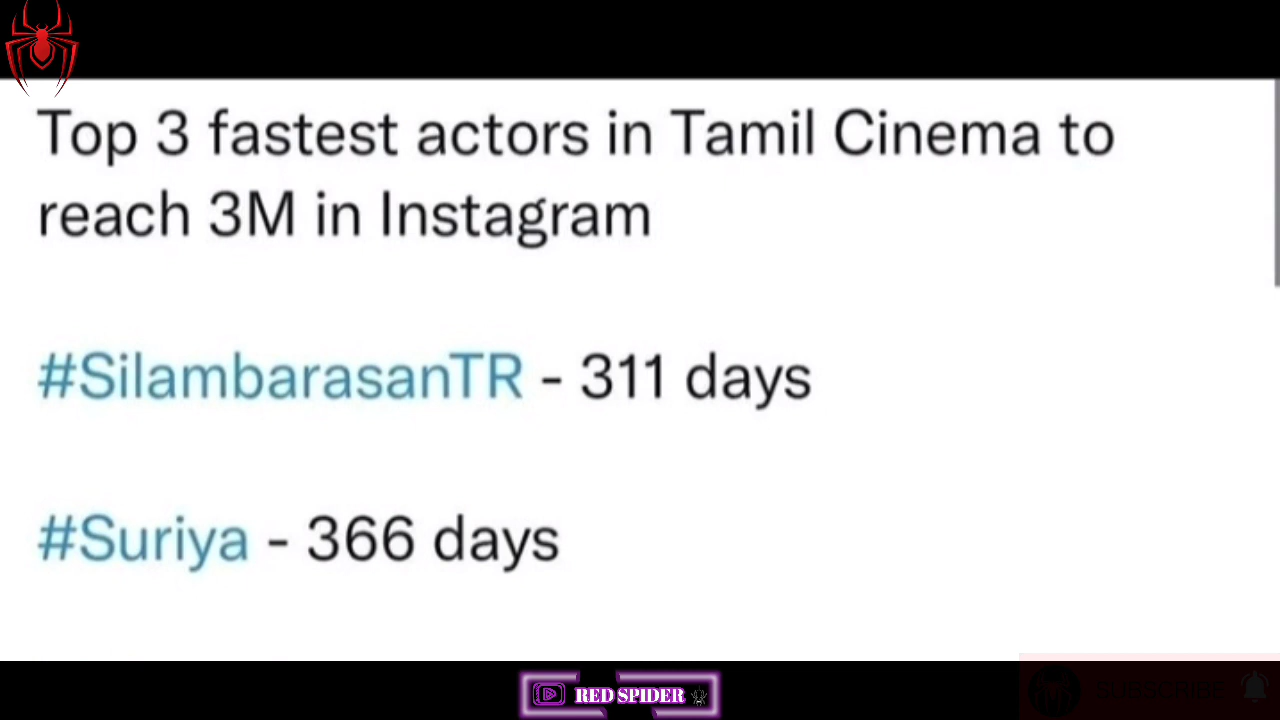 Top 3 fastest actors in Tamil Cinema to
reach 3M in Instagram
#SilambarasanTR - 311 days
#Suriya - 366 days
RED SPIDER
SUBSCRIBE